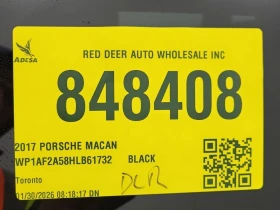 ADESA
RED DEER AUTO WHOLESALE INC
848408
2017 PORSCHE MACAN
WP1AF2A58HLB61732 BLACK
Toronto
01/30/2026 08:18:17 DN
DLR